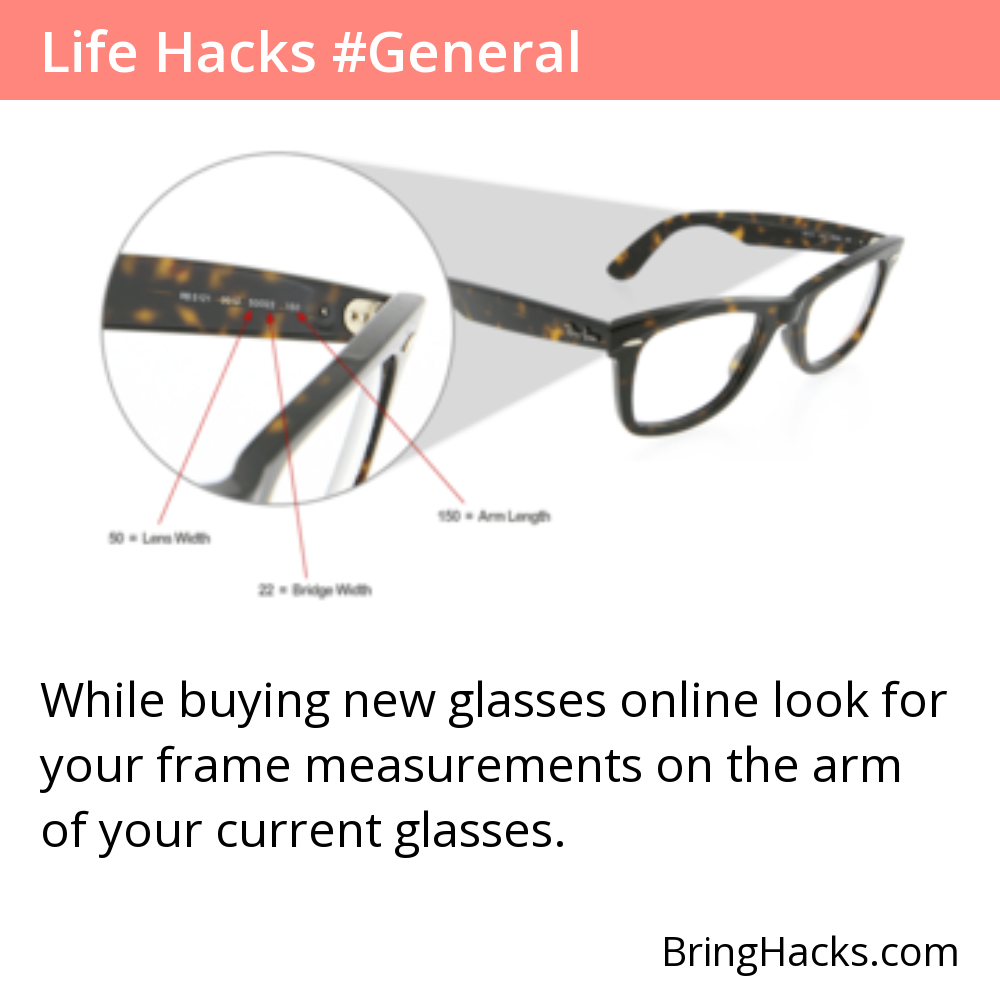 Life Hacks #General
50 = Lens Width
22 = Bridge Width
150 = Arm Length
While buying new glasses online look for
your frame measurements on the arm
of your current glasses.
BringHacks.com